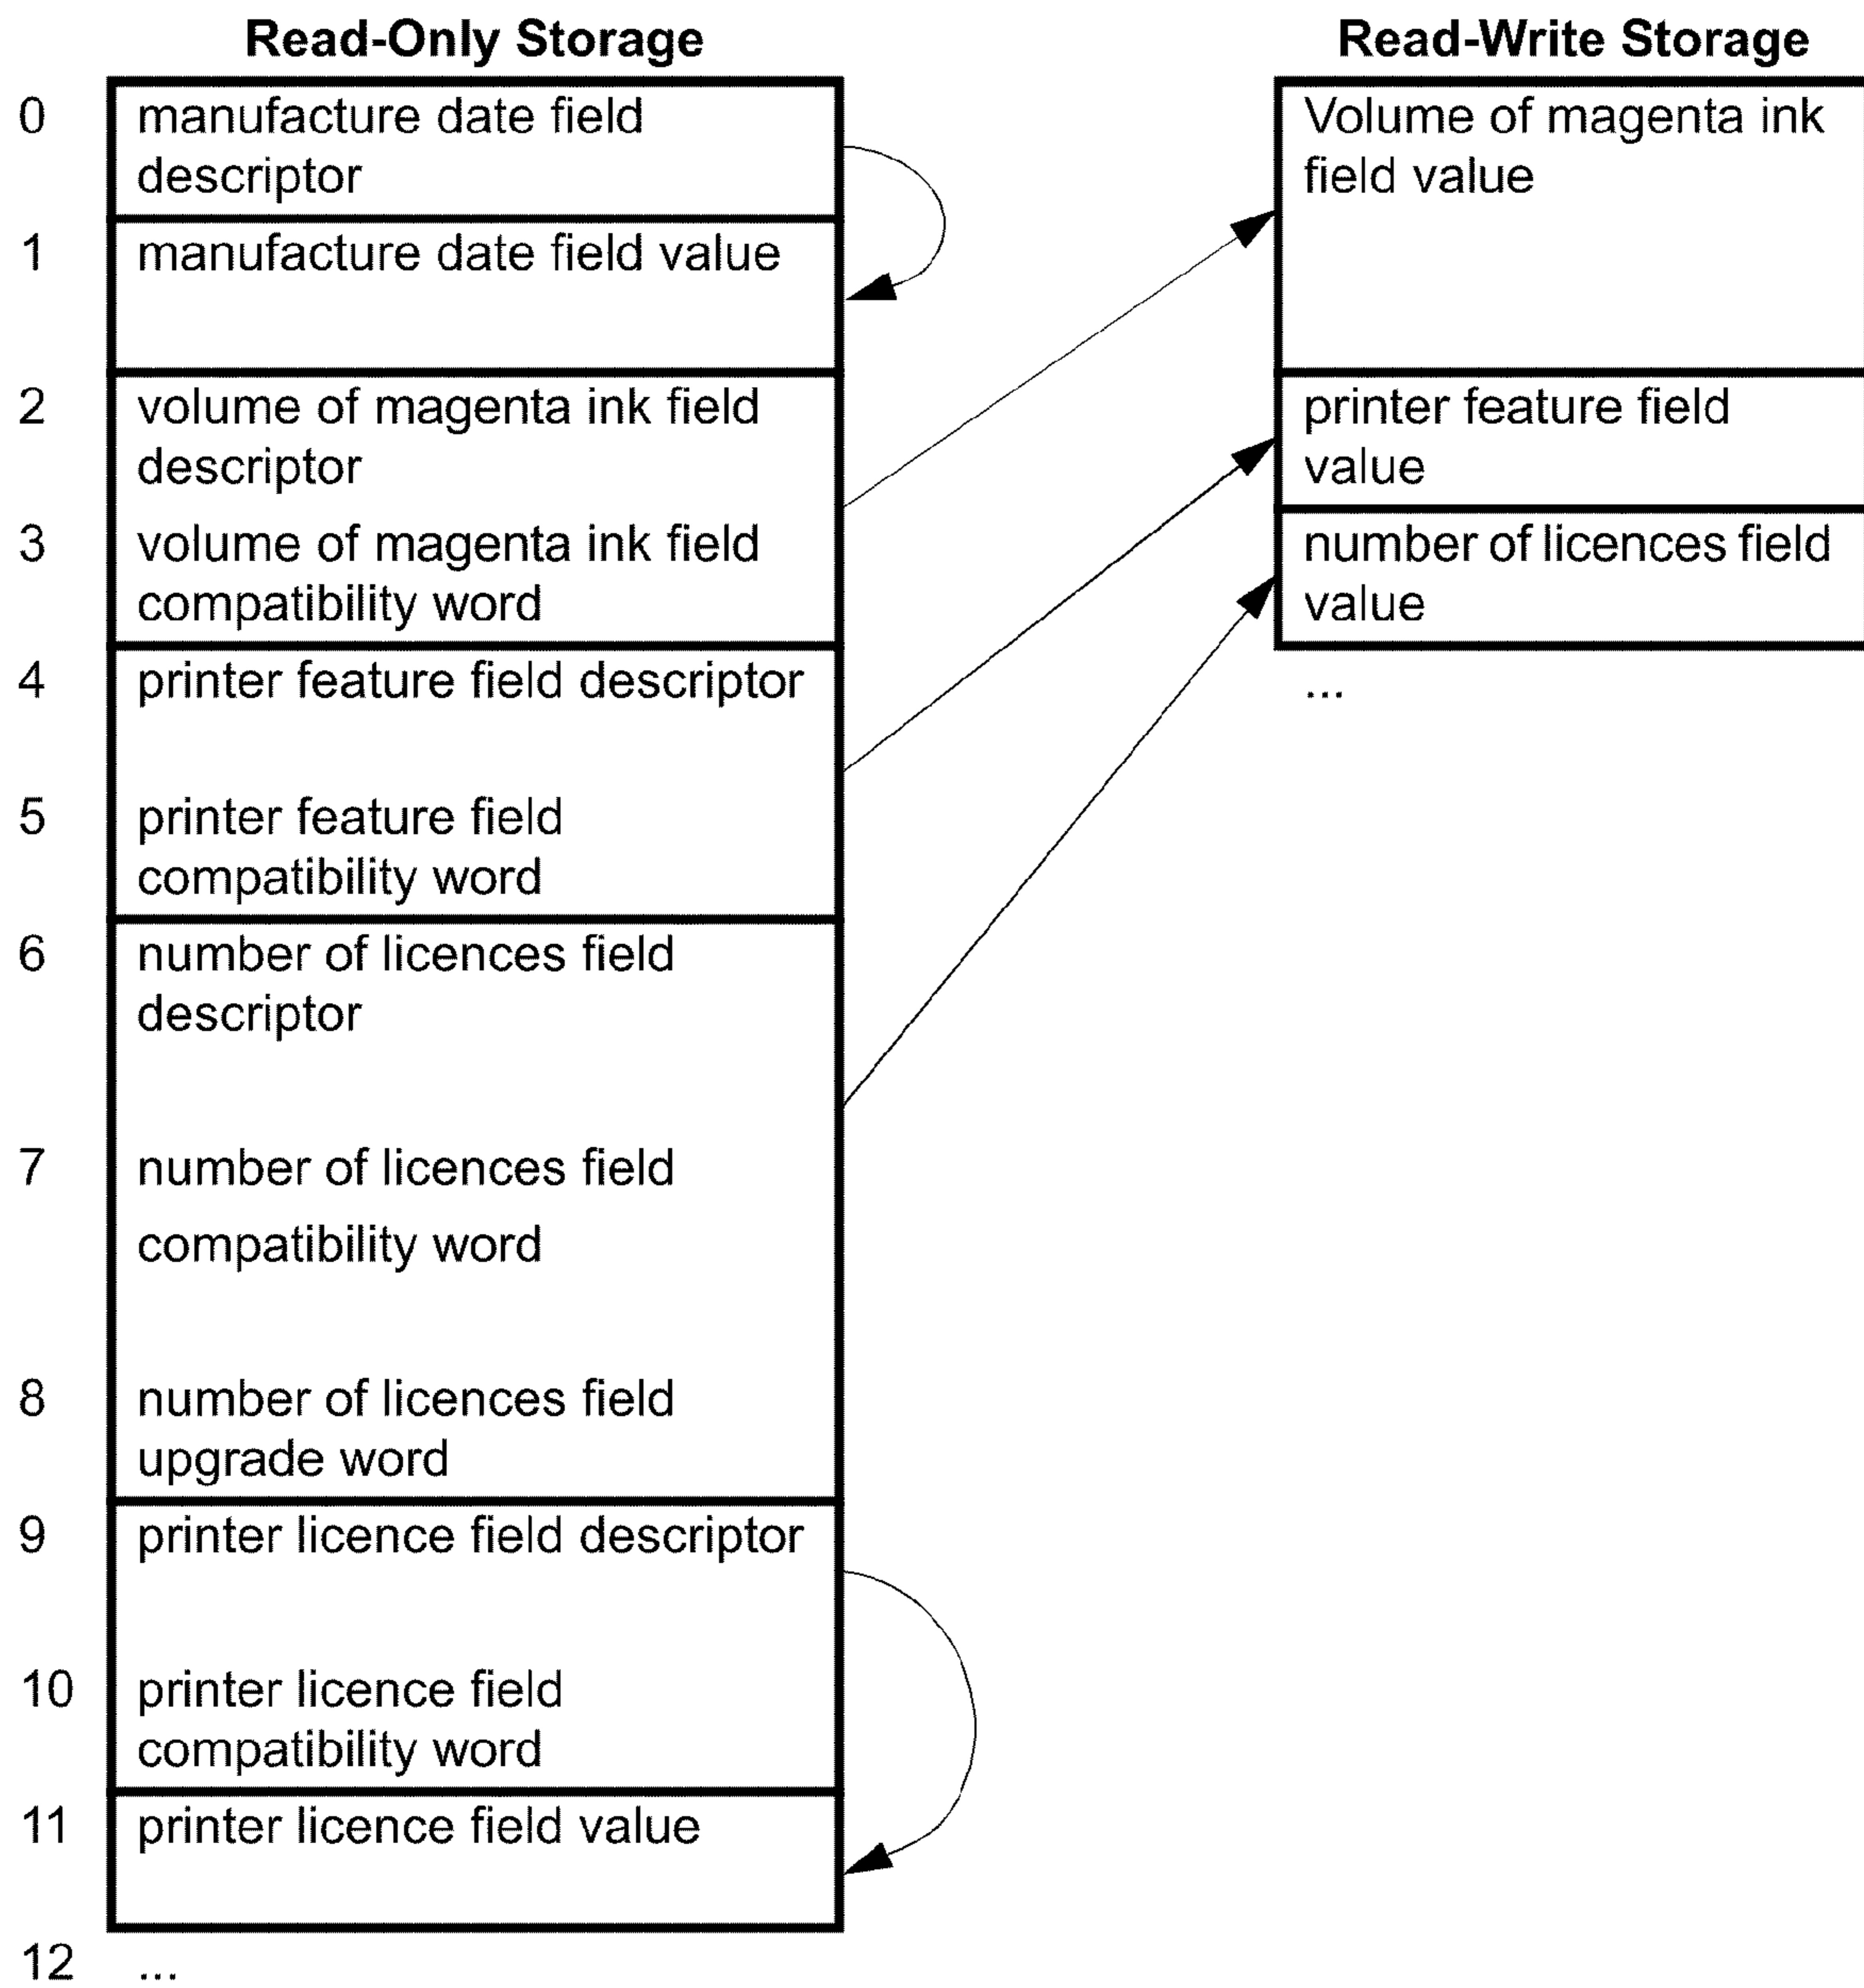 Read-Only Storage
0
manufacture date field
descriptor
1
manufacture date field value
2
volume of magenta ink field
descriptor
3
volume of magenta ink field
compatibility word
4
printer feature field descriptor
5
printer feature field
compatibility word
6
number of licences field
descriptor
7
number of licences field
compatibility word
8
number of licences field
upgrade word
9
printer licence field descriptor
10
printer licence field
compatibility word
11
printer licence field value
12
...
Read-Write Storage
Volume of magenta ink
field value
printer feature field
value
number of licences field
value
...